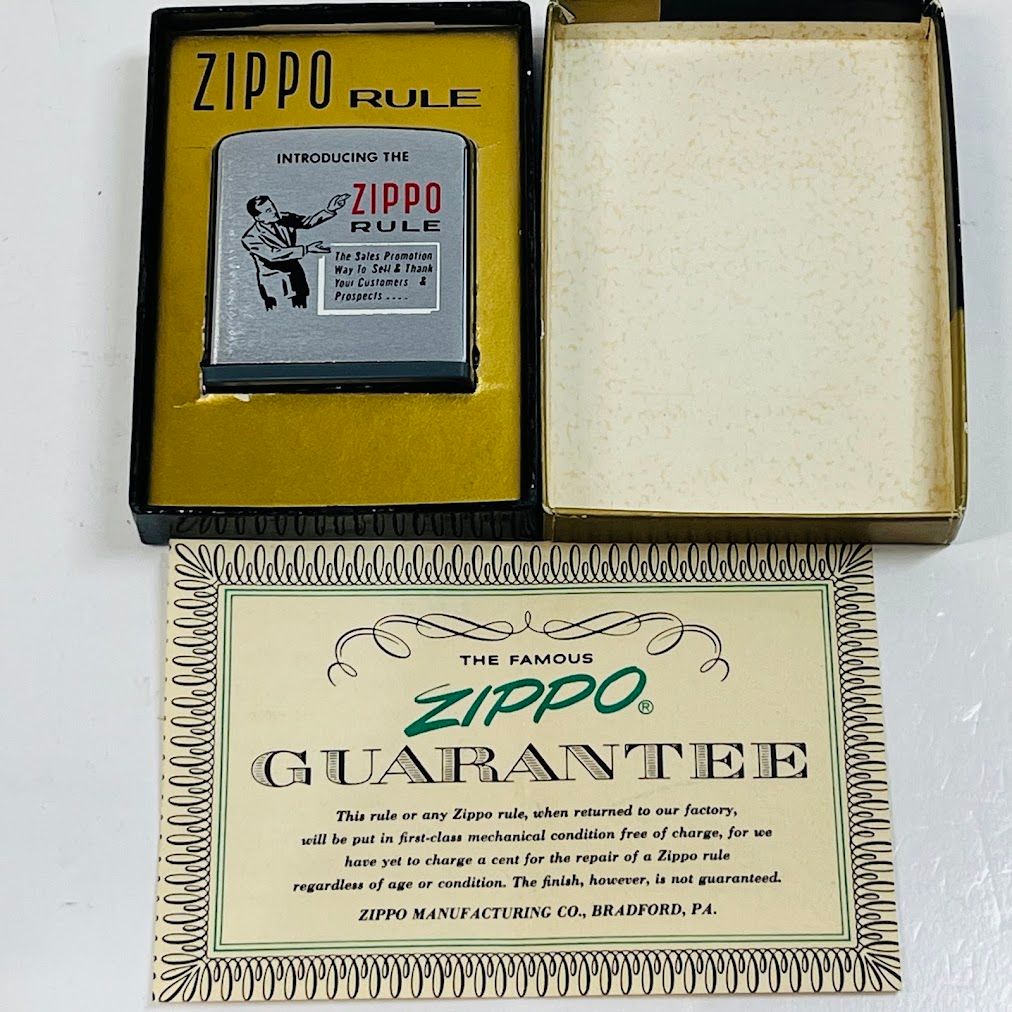 ZIPPO RULE
INTRODUCING THE
ZIPPO
RULE
The Sales Promotion
Way To Sell & Thank
Your Customers &
Prospects ....
THE FAMOUS
ZIPPO®
GUARANTEE
This rule or any Zippo rule, when returned to our factory,
will be put in first-class mechanical condition free of charge, for we
have yet to charge a cent for the repair of a Zippo rule
regardless of age or condition. The finish, however, is not guaranteed.
ZIPPO MANUFACTURING CO., BRADFORD, PA.